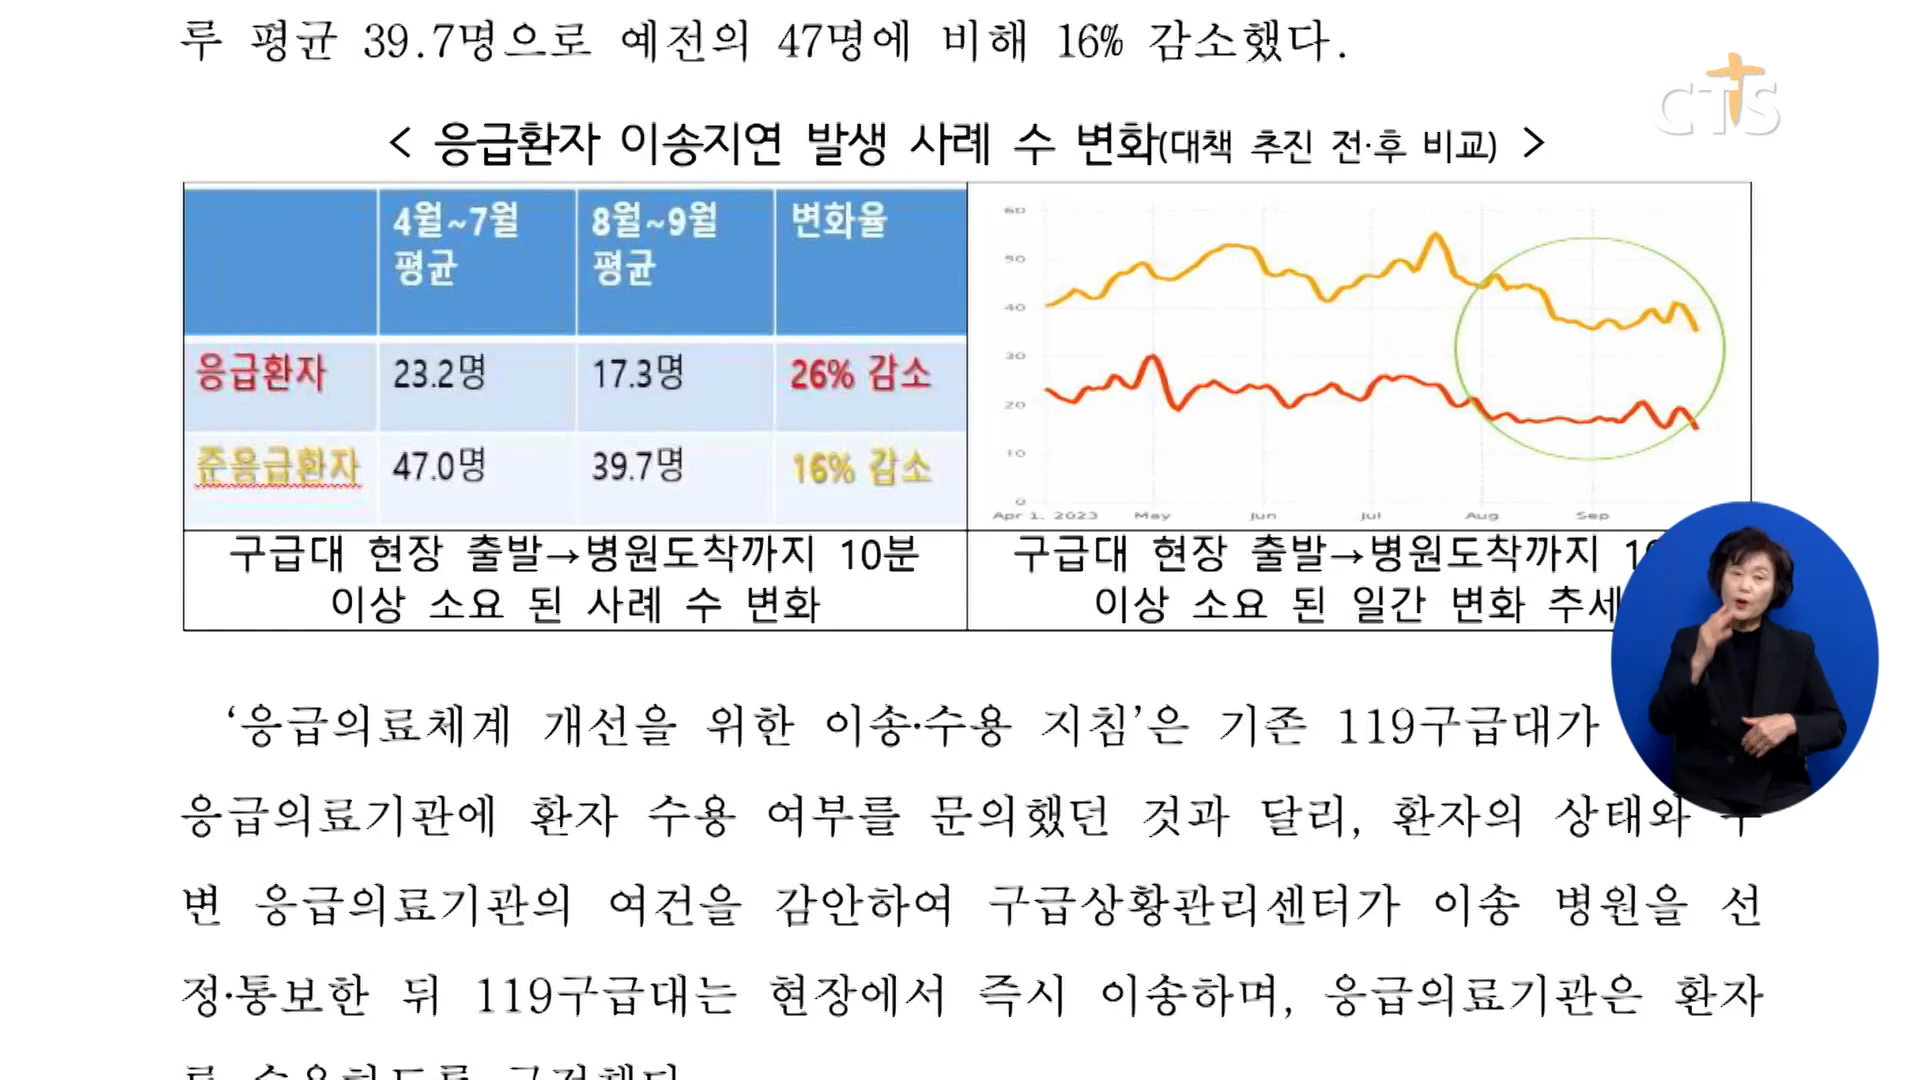 루 평균 39.7명으로 예전의 47명에 비해 16% 감소했다.
CTS
< 응급환자 이송지연 발생 사례 수 변화(대책 추진 전·후 비교) >
4월~7월 평균
8월~9월 평균
변화율
응급환자 23.2명 17.3명 26% 감소
준응급환자 47.0명 39.7명 16% 감소
60
50
40
30
20
10
0
Apr 1, 2023 May Jun Jul Aug Sep
구급대 현장 출발→병원도착까지 10분
이상 소요 된 사례 수 변화
구급대 현장 출발→병원도착까지
이상 소요 된 일간 변화 추세
‘응급의료체계 개선을 위한 이송·수용 지침’은 기존 119구급대가
응급의료기관에 환자 수용 여부를 문의했던 것과 달리, 환자의 상태와
변 응급의료기관의 여건을 감안하여 구급상황관리센터가 이송 병원을 선
정·통보한 뒤 119구급대는 현장에서 즉시 이송하며, 응급의료기관은 환자